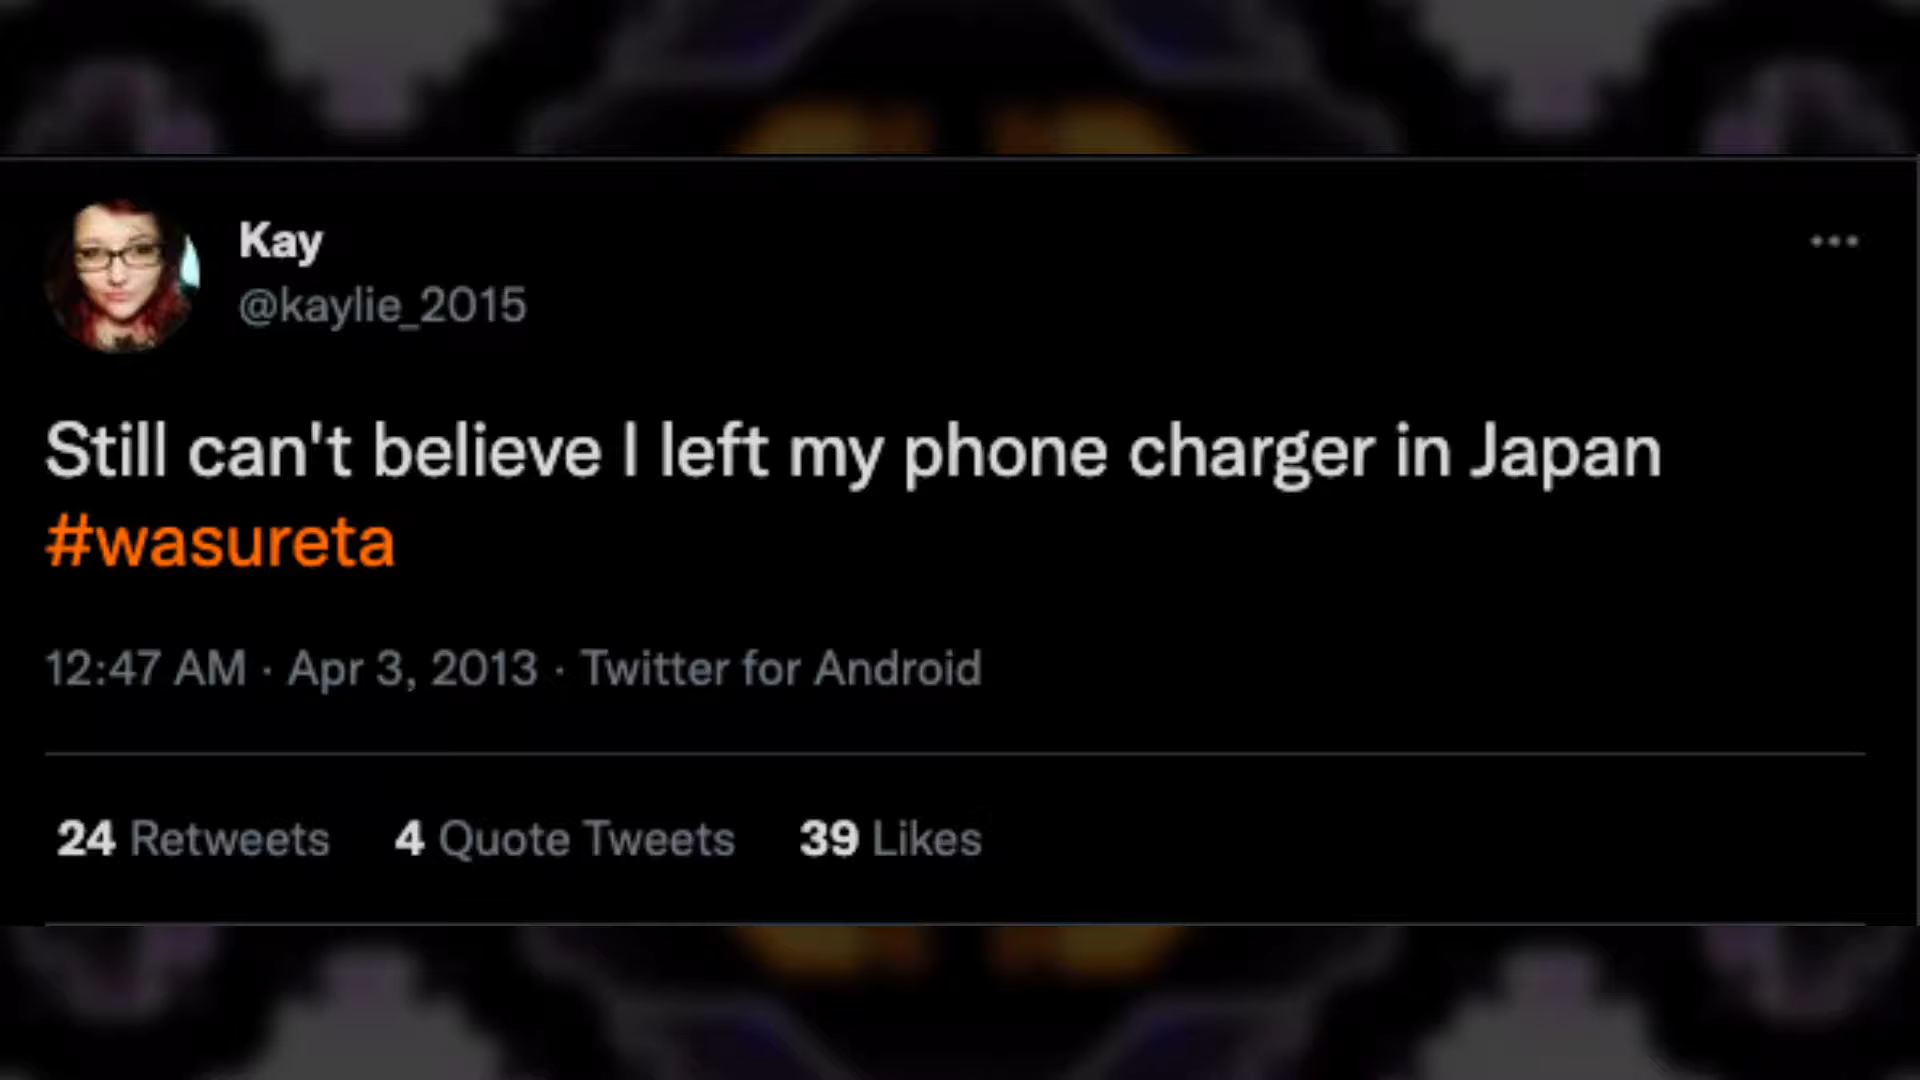 Kay
@kaylie_2015
Still can't believe I left my phone charger in Japan
#wasureta
12:47 AM · Apr 3, 2013 · Twitter for Android
24 Retweets 4 Quote Tweets 39 Likes